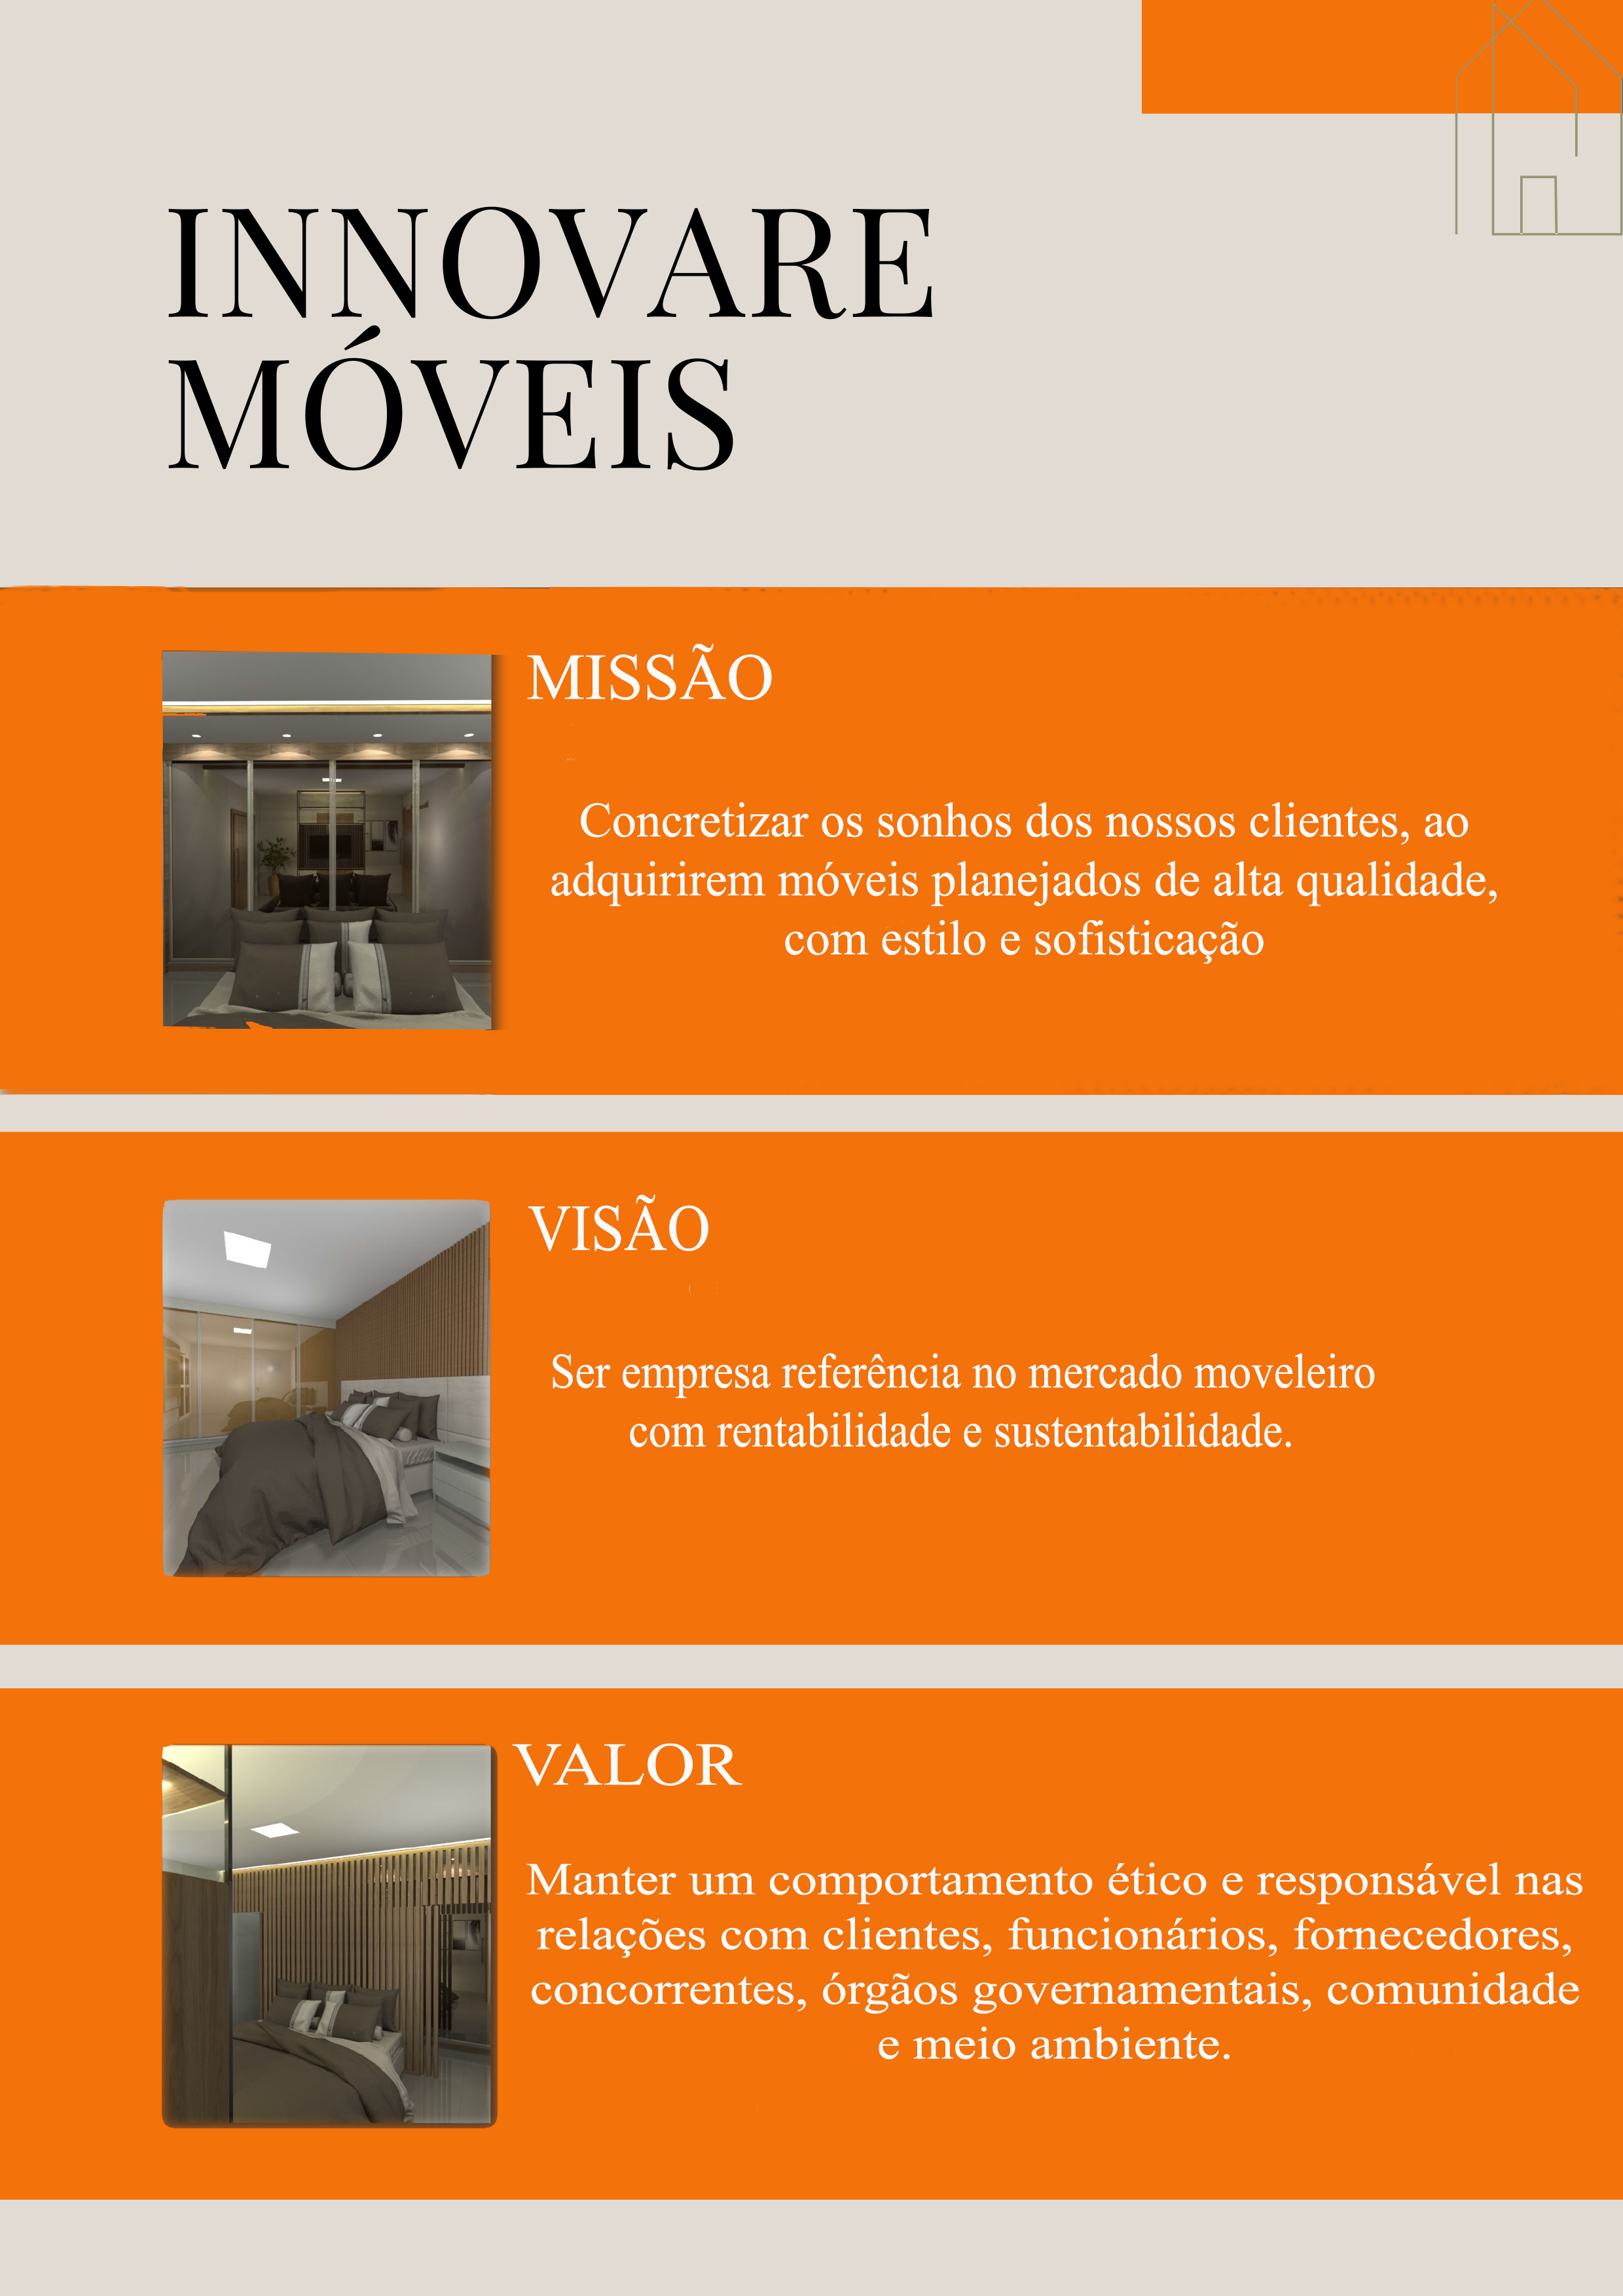 INNOVARE
MÓVEIS
MISSÃO
Concretizar os sonhos dos nossos clientes, ao
adquirirem móveis planejados de alta qualidade,
com estilo e sofisticação
VISÃO
Ser empresa referência no mercado moveleiro
com rentabilidade e sustentabilidade.
VALOR
Manter um comportamento ético e responsável nas
relações com clientes, funcionários, fornecedores,
concorrentes, órgãos governamentais, comunidade
e meio ambiente.